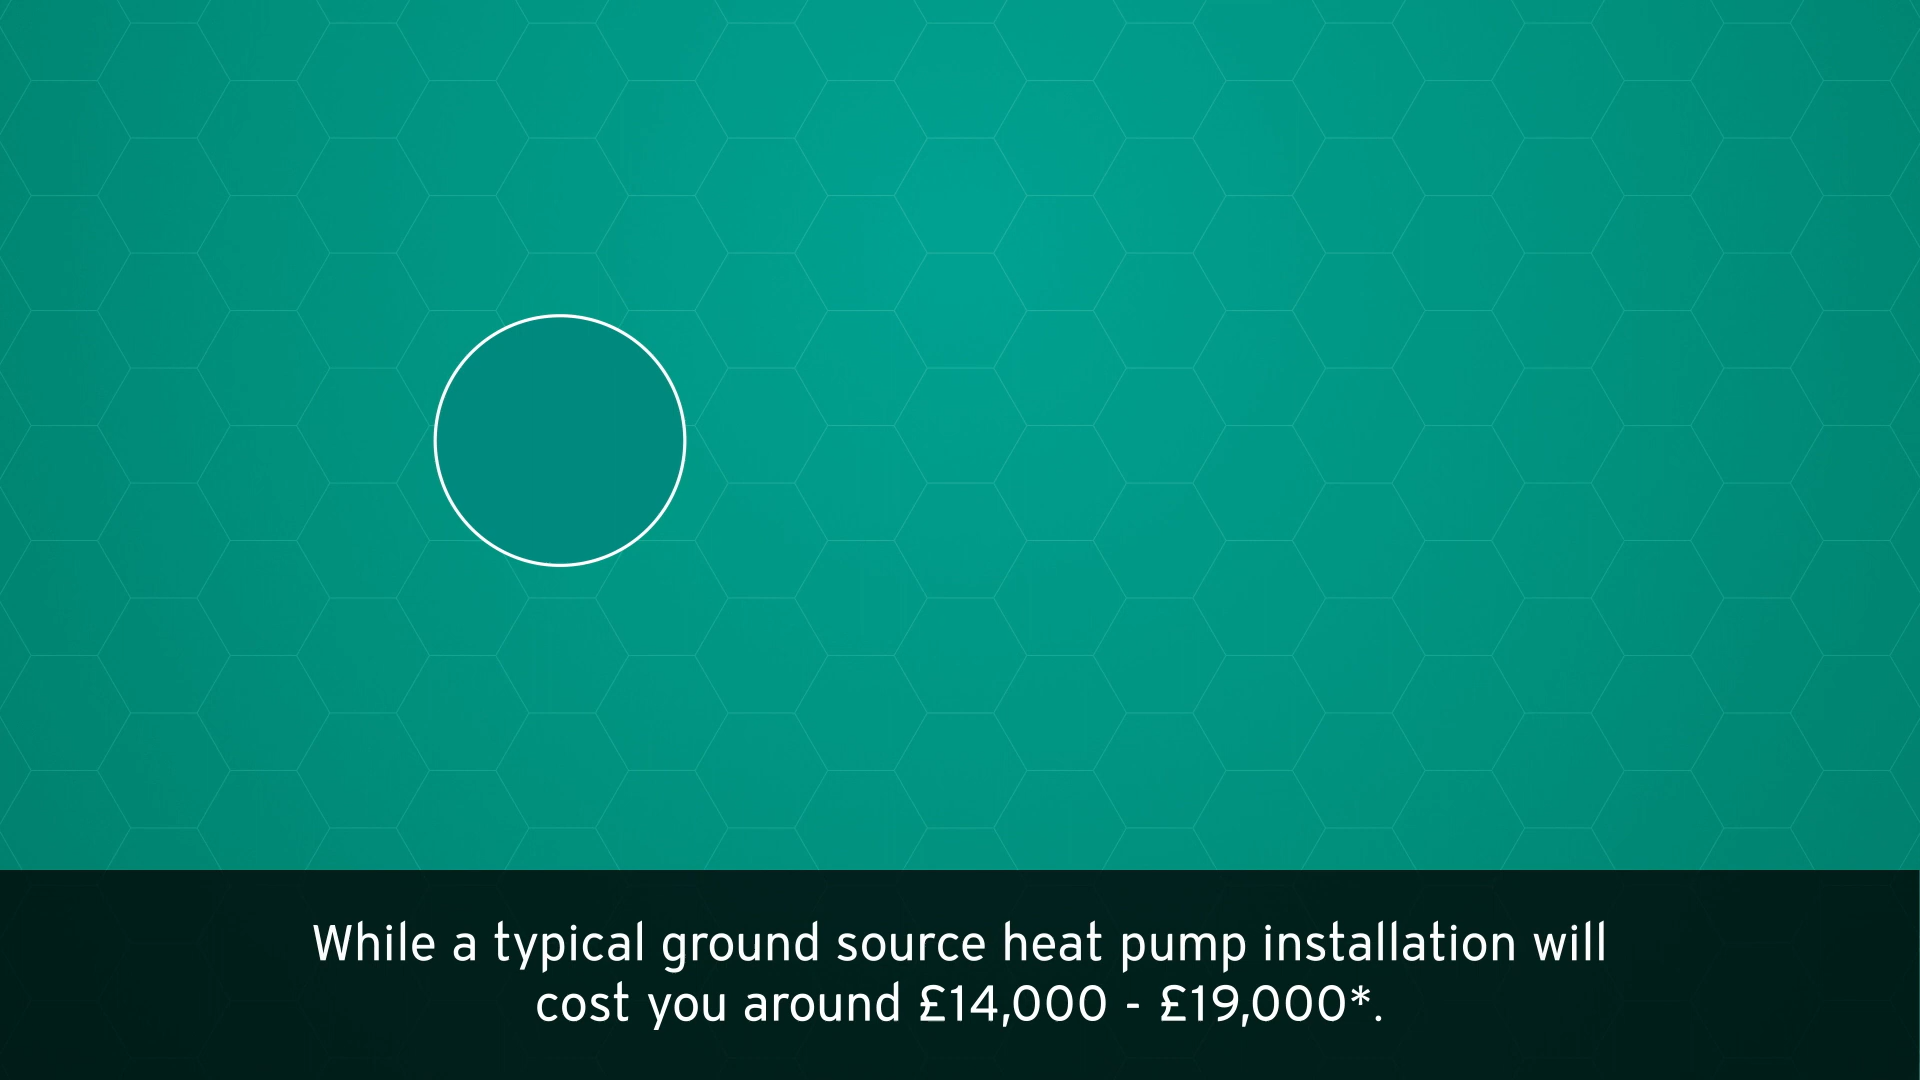 While a typical ground source heat pump installation will
cost you around £14,000 - £19,000*.